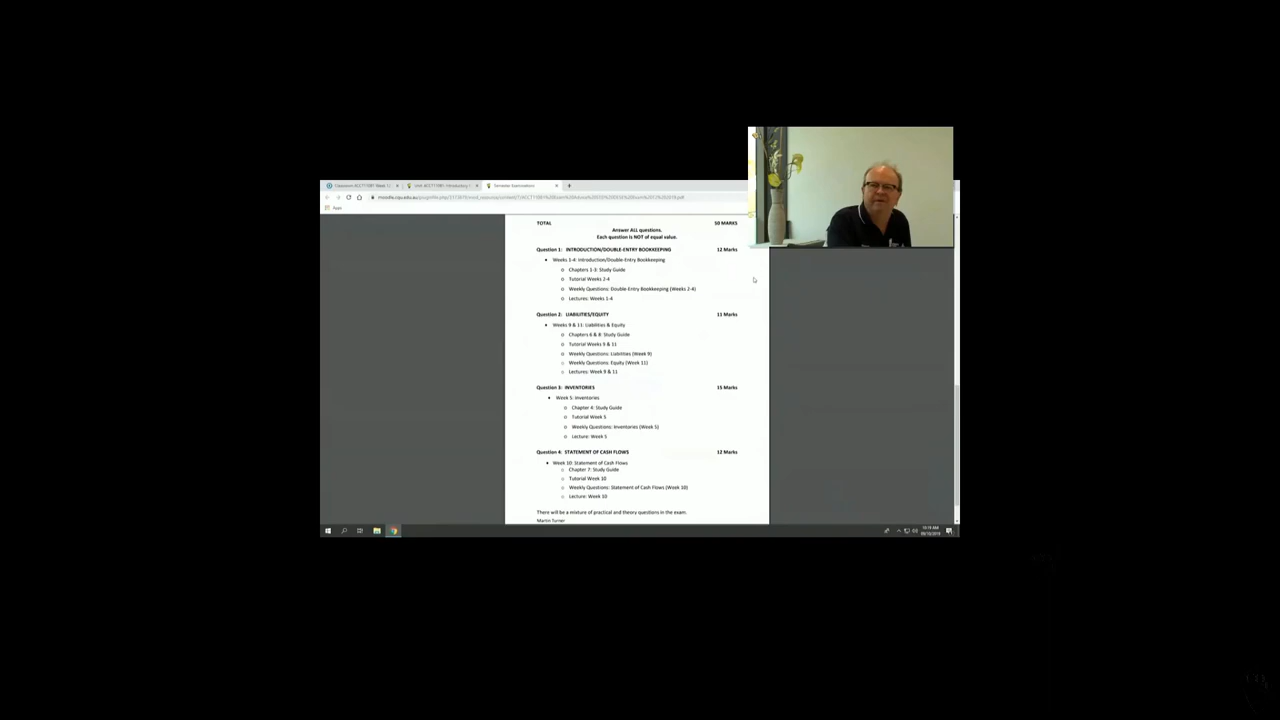 Semester Examinations
Apps
TOTAL 50 MARKS
Answer ALL questions.
Each question is NOT of equal value.
Question 1: INTRODUCTION/DOUBLE-ENTRY BOOKKEEPING 12 Marks
• Weeks 1-4: Introduction/Double-Entry Bookkeeping
o Chapters 1-3: Study Guide
o Tutorial Weeks 2-4
o Weekly Questions: Double-Entry Bookkeeping (Weeks 2-4)
o Lectures: Weeks 1-4
Question 2: LIABILITIES/EQUITY 11 Marks
• Weeks 9 & 11: Liabilities & Equity
o Chapters 6 & 8: Study Guide
o Tutorial Weeks 9 & 11
o Weekly Questions: Liabilities (Week 9)
o Weekly Questions: Equity (Week 11)
o Lectures: Week 9 & 11
Question 3: INVENTORIES 15 Marks
• Week 5: Inventories
o Chapter 4: Study Guide
o Tutorial Week 5
o Weekly Questions: Inventories (Week 5)
o Lecture: Week 5
Question 4: STATEMENT OF CASH FLOWS 12 Marks
• Week 10: Statement of Cash Flows
o Chapter 7: Study Guide
o Tutorial Week 10
o Weekly Questions: Statement of Cash Flows (Week 10)
o Lecture: Week 10
There will be a mixture of practical and theory questions in the exam.
Martin Turner
10:19 AM